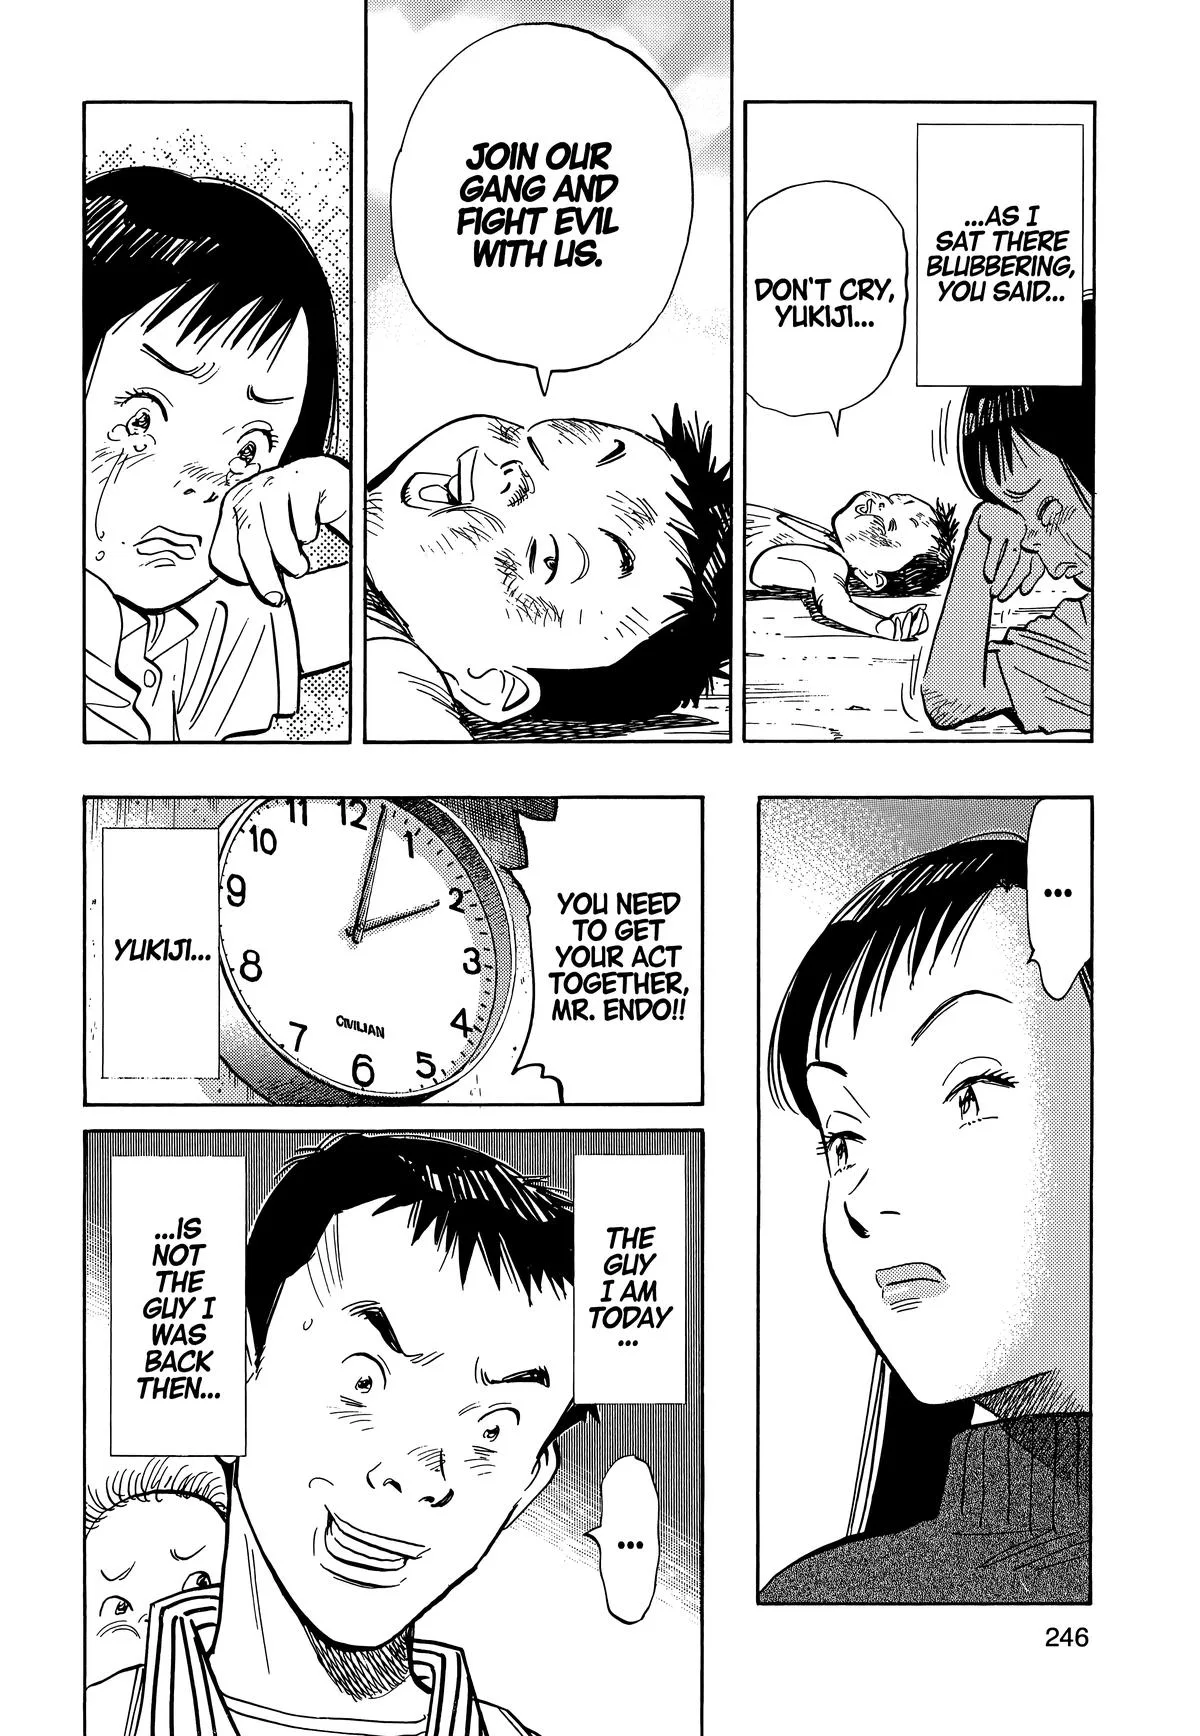 ...AS I
SAT THERE
BLUBBERING,
YOU SAID...
DON'T CRY,
YUKIJI...
JOIN OUR
GANG AND
FIGHT EVIL
WITH US.
...
YOU NEED
TO GET
YOUR ACT
TOGETHER,
MR. ENDO!!
11 12 1 2 3 4 5 6 7 8 9 10
CIVILIAN
YUKIJI...
THE
GUY
I AM
TODAY
...
...
...IS
NOT
THE
GUY I
WAS
BACK
THEN...
246